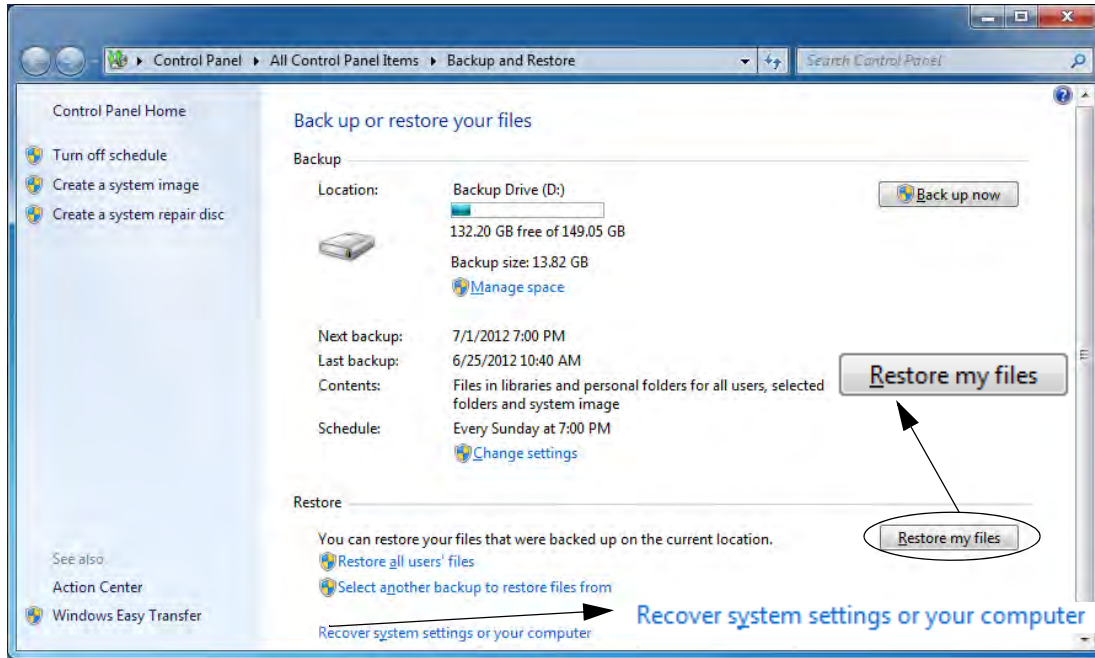 Control Panel ▸ All Control Panel Items ▸ Backup and Restore
Search Control Panel
Control Panel Home
Turn off schedule
Create a system image
Create a system repair disc
See also
Action Center
Windows Easy Transfer
Back up or restore your files
Backup
Location: Backup Drive (D:)
Back up now
132.20 GB free of 149.05 GB
Backup size: 13.82 GB
Manage space
Next backup: 7/1/2012 7:00 PM
Last backup: 6/25/2012 10:40 AM
Contents: Files in libraries and personal folders for all users, selected
folders and system image
Schedule: Every Sunday at 7:00 PM
Change settings
Restore my files
Restore
You can restore your files that were backed up on the current location.
Restore my files
Restore all users' files
Select another backup to restore files from
Recover system settings or your computer
Recover system settings or your computer